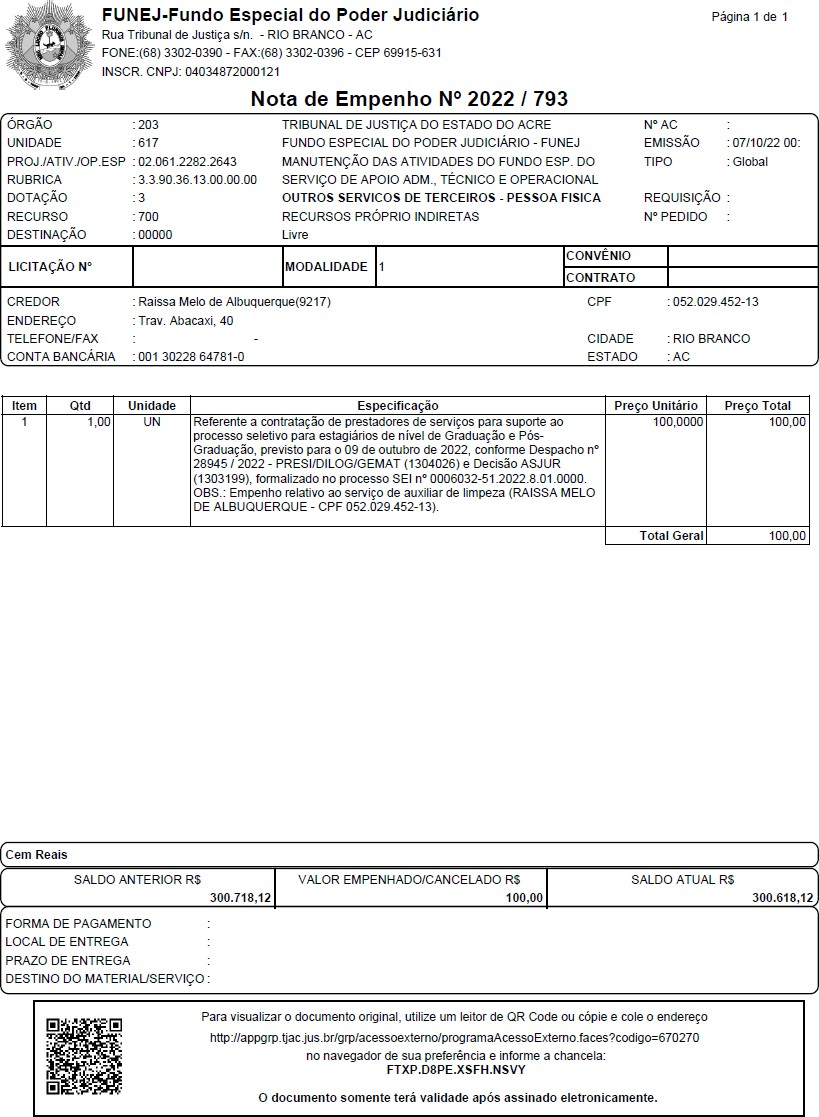 FUNEJ-Fundo Especial do Poder Judiciário
Página 1 de 1
Rua Tribunal de Justiça s/n. - RIO BRANCO - AC
FONE:(68) 3302-0390 - FAX:(68) 3302-0396 - CEP 69915-631
INSCR. CNPJ: 04034872000121
Nota de Empenho Nº 2022 / 793
ÓRGÃO : 203 TRIBUNAL DE JUSTIÇA DO ESTADO DO ACRE Nº AC :
UNIDADE : 617 FUNDO ESPECIAL DO PODER JUDICIÁRIO - FUNEJ EMISSÃO : 07/10/22 00:
PROJ./ATIV./OP.ESP : 02.061.2282.2643 MANUTENÇÃO DAS ATIVIDADES DO FUNDO ESP. DO TIPO : Global
RUBRICA : 3.3.90.36.13.00.00.00 SERVIÇO DE APOIO ADM., TÉCNICO E OPERACIONAL
DOTAÇÃO : 3 OUTROS SERVICOS DE TERCEIROS - PESSOA FISICA REQUISIÇÃO :
RECURSO : 700 RECURSOS PRÓPRIO INDIRETAS Nº PEDIDO :
DESTINAÇÃO : 00000 Livre
LICITAÇÃO Nº MODALIDADE 1 CONVÊNIO
CONTRATO
CREDOR : Raissa Melo de Albuquerque(9217) CPF : 052.029.452-13
ENDEREÇO : Trav. Abacaxi, 40
TELEFONE/FAX : - CIDADE : RIO BRANCO
CONTA BANCÁRIA : 001 30228 64781-0 ESTADO : AC
Item Qtd Unidade Especificação Preço Unitário Preço Total
1 1,00 UN Referente a contratação de prestadores de serviços para suporte ao 100,0000 100,00
processo seletivo para estagiários de nível de Graduação e Pós-
Graduação, previsto para o 09 de outubro de 2022, conforme Despacho nº
28945 / 2022 - PRESI/DILOG/GEMAT (1304026) e Decisão ASJUR
(1303199), formalizado no processo SEI nº 0006032-51.2022.8.01.0000.
OBS.: Empenho relativo ao serviço de auxiliar de limpeza (RAISSA MELO
DE ALBUQUERQUE - CPF 052.029.452-13).
Total Geral 100,00
Cem Reais
SALDO ANTERIOR R$ VALOR EMPENHADO/CANCELADO R$ SALDO ATUAL R$
300.718,12 100,00 300.618,12
FORMA DE PAGAMENTO :
LOCAL DE ENTREGA :
PRAZO DE ENTREGA :
DESTINO DO MATERIAL/SERVIÇO :
Para visualizar o documento original, utilize um leitor de QR Code ou cópie e cole o endereço
http://appgrp.tjac.jus.br/grp/acessoexterno/programaAcessoExterno.faces?codigo=670270
no navegador de sua preferência e informe a chancela:
FTXP.D8PE.XSFH.NSVY
O documento somente terá validade após assinado eletronicamente.